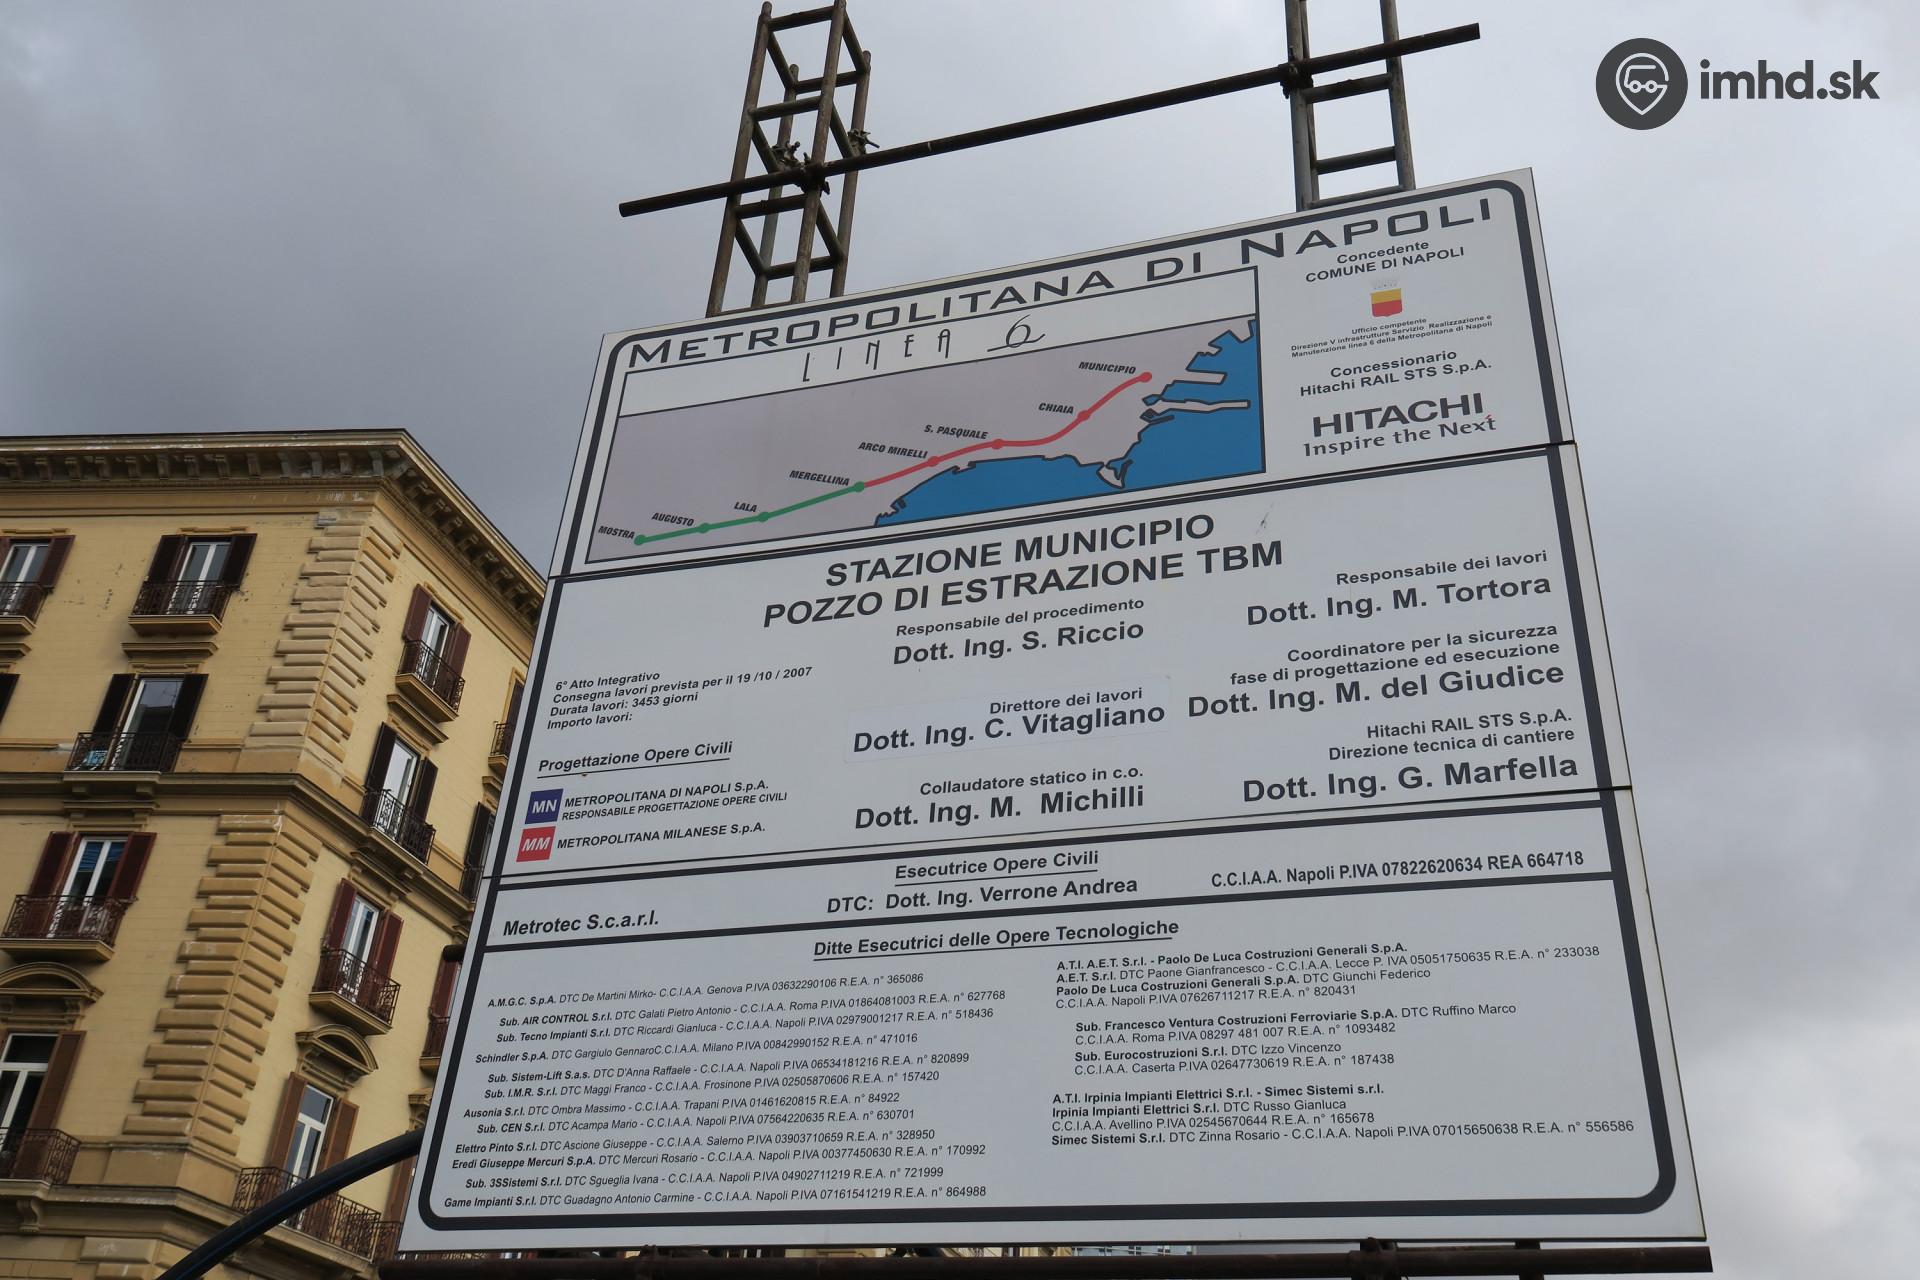 imhd.sk
METROPOLITANA DI NAPOLI
LINEA 6
MUNICIPIO
CHIAIA
S. PASQUALE
ARCO MIRELLI
MERGELLINA
LALA
AUGUSTO
MOSTRA
Concedente
COMUNE DI NAPOLI
Ufficio competente
Direzione V infrastrutture Servizio Realizzazione e
Manutenzione linea 6 della Metropolitana di Napoli
Concessionario
Hitachi RAIL STS S.p.A.
HITACHI
Inspire the Next
STAZIONE MUNICIPIO
POZZO DI ESTRAZIONE TBM
Responsabile del procedimento
Dott. Ing. S. Riccio
Responsabile dei lavori
Dott. Ing. M. Tortora
6° Atto Integrativo
Consegna lavori prevista per il 19 /10 / 2007
Durata lavori: 3453 giorni
Importo lavori:
Direttore dei lavori
Dott. Ing. C. Vitagliano
Coordinatore per la sicurezza
fase di progettazione ed esecuzione
Dott. Ing. M. del Giudice
Progettazione Opere Civili
MN METROPOLITANA DI NAPOLI S.p.A.
RESPONSABILE PROGETTAZIONE OPERE CIVILI
MM METROPOLITANA MILANESE S.p.A.
Collaudatore statico in c.o.
Dott. Ing. M. Michilli
Hitachi RAIL STS S.p.A.
Direzione tecnica di cantiere
Dott. Ing. G. Marfella
Esecutrice Opere Civili
Metrotec S.c.a.r.l.
DTC: Dott. Ing. Verrone Andrea
C.C.I.A.A. Napoli P.IVA 07822620634 REA 664718
Ditte Esecutrici delle Opere Tecnologiche
A.M.G.C. S.p.A. DTC De Martini Mirko- C.C.I.A.A. Genova P.IVA 03632290106 R.E.A. n° 365086
Sub. AIR CONTROL S.r.l. DTC Galati Pietro Antonio - C.C.I.A.A. Roma P.IVA 01864081003 R.E.A. n° 627768
Sub. Tecno Impianti S.r.l. DTC Riccardi Gianluca - C.C.I.A.A. Napoli P.IVA 02979001217 R.E.A. n° 518436
Schindler S.p.A. DTC Gargiulo GennaroC.C.I.A.A. Milano P.IVA 00842990152 R.E.A. n° 471016
Sub. Sistem-Lift S.a.s. DTC D'Anna Raffaele - C.C.I.A.A. Napoli P.IVA 06534181216 R.E.A. n° 820899
Sub. I.M.R. S.r.l. DTC Maggi Franco - C.C.I.A.A. Frosinone P.IVA 02505870606 R.E.A. n° 157420
Ausonia S.r.l. DTC Ombra Massimo - C.C.I.A.A. Trapani P.IVA 01461620815 R.E.A. n° 84922
Sub. CEN S.r.l. DTC Acampa Mario - C.C.I.A.A. Napoli P.IVA 07564220635 R.E.A. n° 630701
Elettro Pinto S.r.l. DTC Ascione Giuseppe - C.C.I.A.A. Salerno P.IVA 03903710659 R.E.A. n° 328950
Eredi Giuseppe Mercuri S.p.A. DTC Mercuri Rosario - C.C.I.A.A. Napoli P.IVA 00377450630 R.E.A. n° 170992
Sub. 3SSistemi S.r.l. DTC Sgueglia Ivana - C.C.I.A.A. Napoli P.IVA 04902711219 R.E.A. n° 721999
Game Impianti S.r.l. DTC Guadagno Antonio Carmine - C.C.I.A.A. Napoli P.IVA 07161541219 R.E.A. n° 864988
A.T.I. A.E.T. S.r.l. - Paolo De Luca Costruzioni Generali S.p.A.
A.E.T. S.r.l. DTC Paone Gianfrancesco - C.C.I.A.A. Lecce P. IVA 05051750635 R.E.A. n° 233038
Paolo De Luca Costruzioni Generali S.p.A. DTC Giunchi Federico
C.C.I.A.A. Napoli P.IVA 07626711217 R.E.A. n° 820431
Sub. Francesco Ventura Costruzioni Ferroviarie S.p.A. DTC Ruffino Marco
C.C.I.A.A. Roma P.IVA 08297 481 007 R.E.A. n° 1093482
Sub. Eurocostruzioni S.r.l. DTC Izzo Vincenzo
C.C.I.A.A. Caserta P.IVA 02647730619 R.E.A. n° 187438
A.T.I. Irpinia Impianti Elettrici S.r.l. - Simec Sistemi s.r.l.
Irpinia Impianti Elettrici S.r.l. DTC Russo Gianluca
C.C.I.A.A. Avellino P.IVA 02545670644 R.E.A. n° 165678
Simec Sistemi S.r.l. DTC Zinna Rosario - C.C.I.A.A. Napoli P.IVA 07015650638 R.E.A. n° 556586